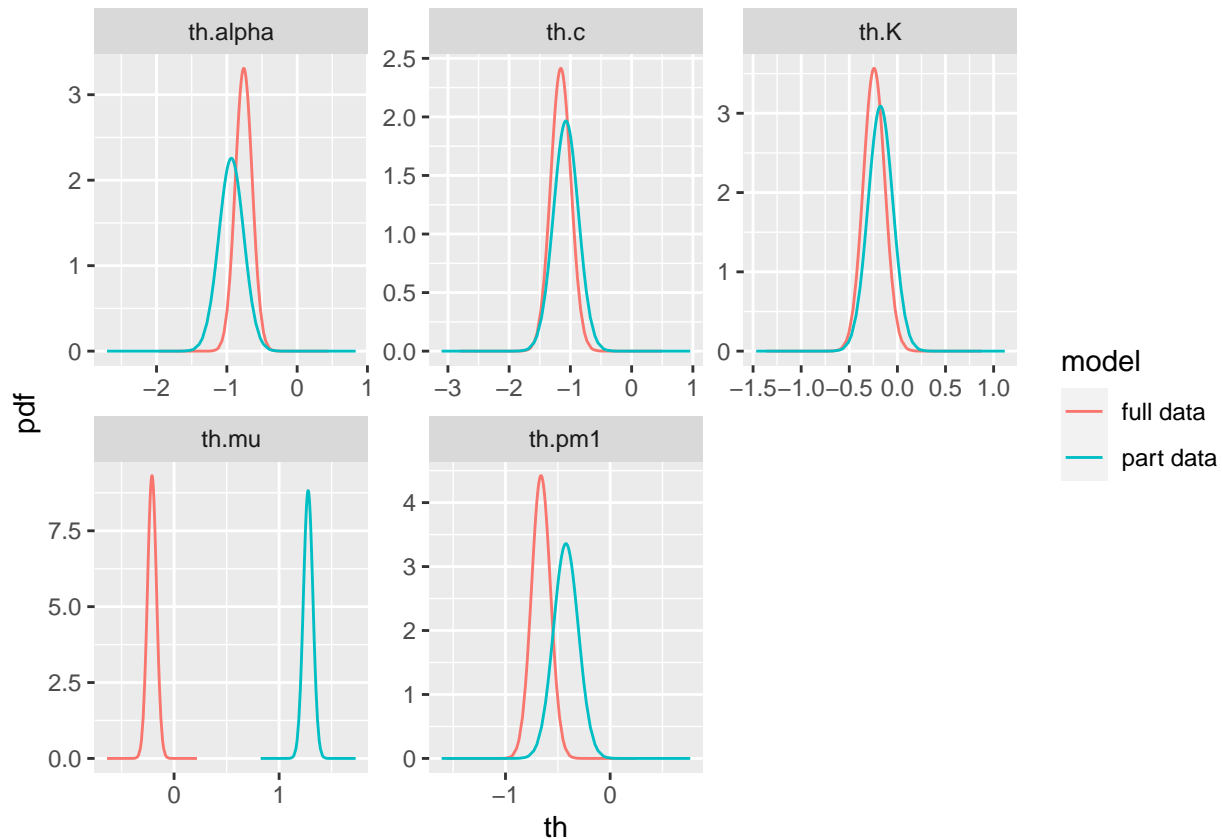 th.alpha
th.c
th.K
3
2
1
0
2.5
2.0
1.5
1.0
0.5
0.0
3
2
1
0
−2 −1 0 1
−3 −2 −1 0 1
−1.5 −1.0 −0.5 0.0 0.5 1.0
th.mu
th.pm1
7.5
5.0
2.5
0.0
4
3
2
1
0
0 1
−1 0
pdf
th
model
full data
part data